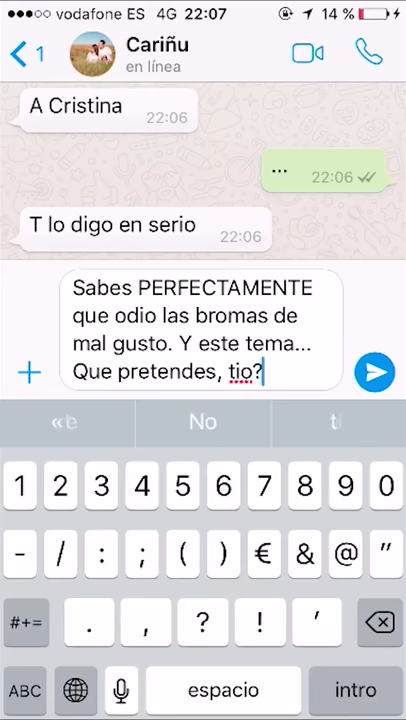 vodafone ES 4G 22:07 14 %
1 Cariñu
en línea
A Cristina
22:06
... 22:06
T lo digo en serio
22:06
Sabes PERFECTAMENTE
que odio las bromas de
mal gusto. Y este tema...
Que pretendes, tio?
No
1 2 3 4 5 6 7 8 9 0
- / : ; ( ) € & @ "
#+= . , ? ! '
ABC espacio intro